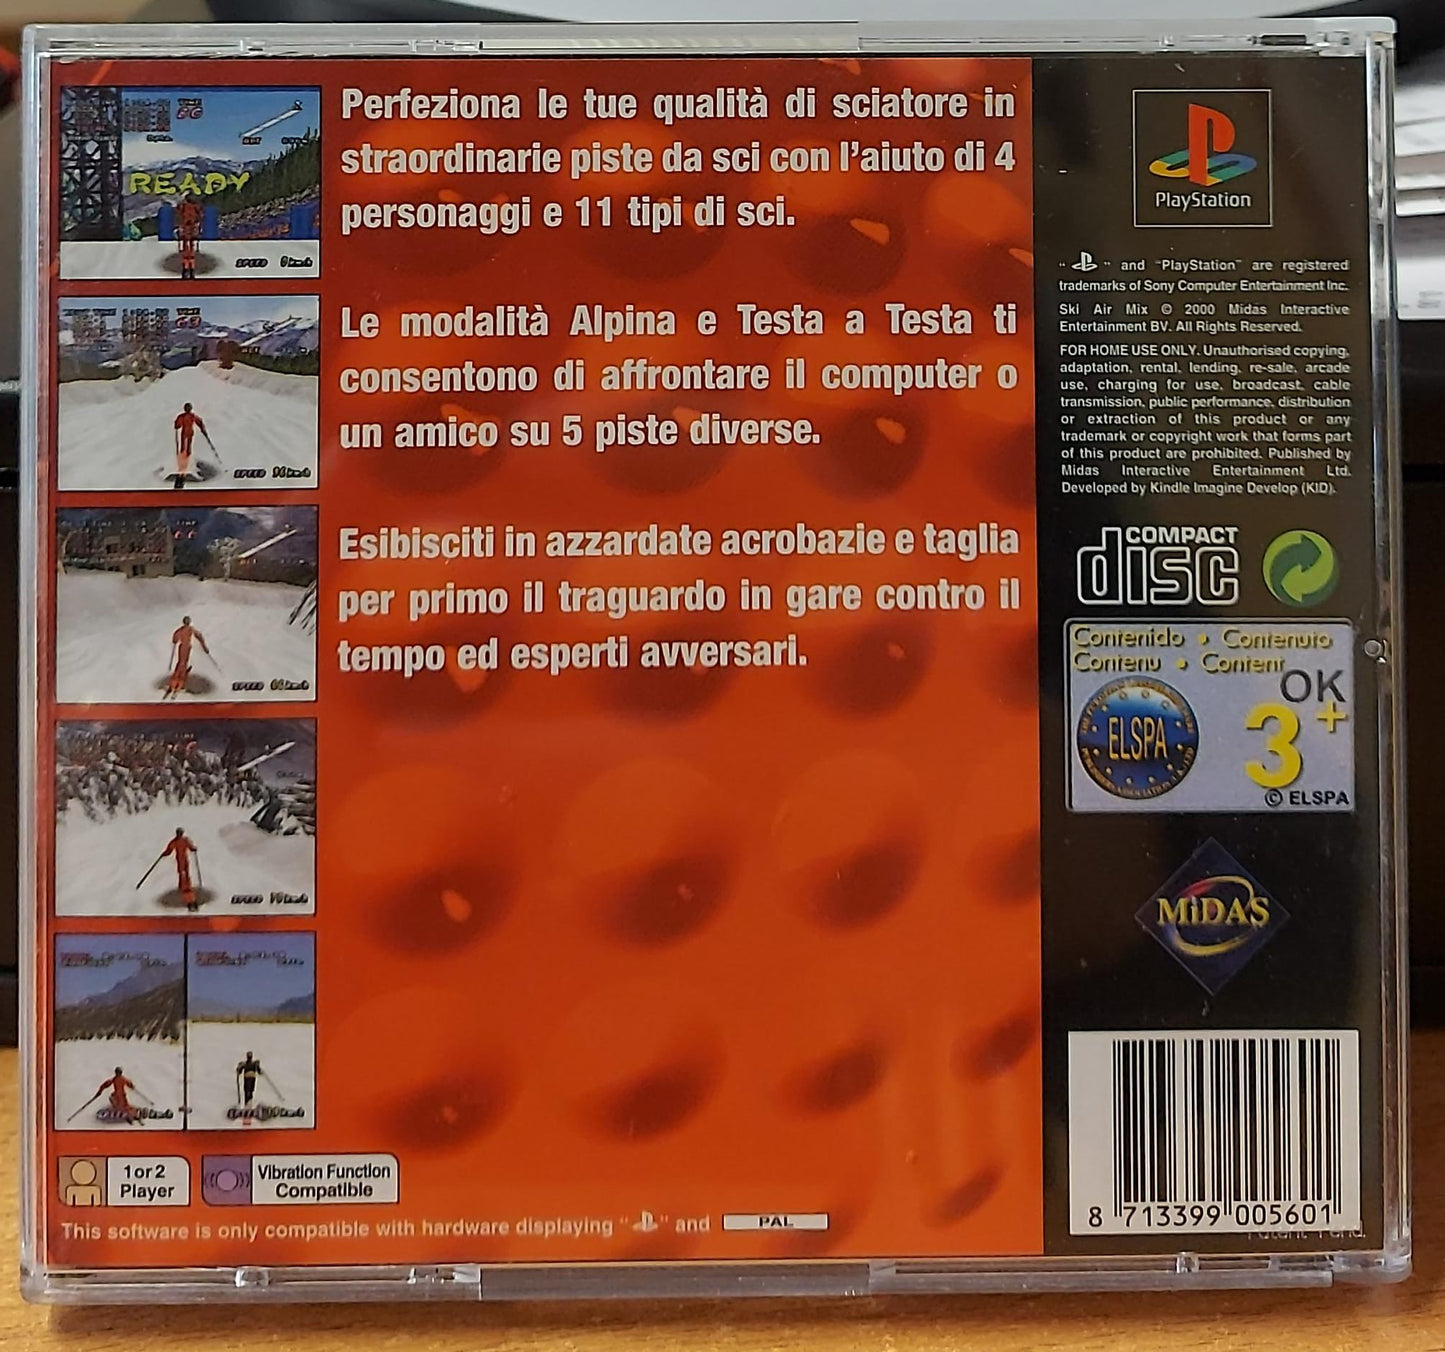 Perfeziona le tue qualità di sciatore in
straordinarie piste da sci con l'aiuto di 4
personaggi e 11 tipi di sci.
Le modalità Alpina e Testa a Testa ti
consentono di affrontare il computer o
un amico su 5 piste diverse.
Esibisciti in azzardate acrobazie e taglia
per primo il traguardo in gare contro il
tempo ed esperti avversari.
READY
SPEED 0km/h
SPEED
SPEED
SPEED
1 or 2
Player
Vibration Function
Compatible
This software is only compatible with hardware displaying " " and PAL
PlayStation
" " and "PlayStation" are registered
trademarks of Sony Computer Entertainment Inc.
Ski Air Mix © 2000 Midas Interactive
Entertainment BV. All Rights Reserved.
FOR HOME USE ONLY. Unauthorised copying,
adaptation, rental, lending, re-sale, arcade
use, charging for use, broadcast, cable
transmission, public performance, distribution
or extraction of this product or any
trademark or copyright work that forms part
of this product are prohibited. Published by
Midas Interactive Entertainment Ltd.
Developed by Kindle Imagine Develop (KID).
COMPACT
disc
Contenido • Contenuto
Contenu • Content
OK
ELSPA
3+
© ELSPA
MiDAS
8 713399 005601